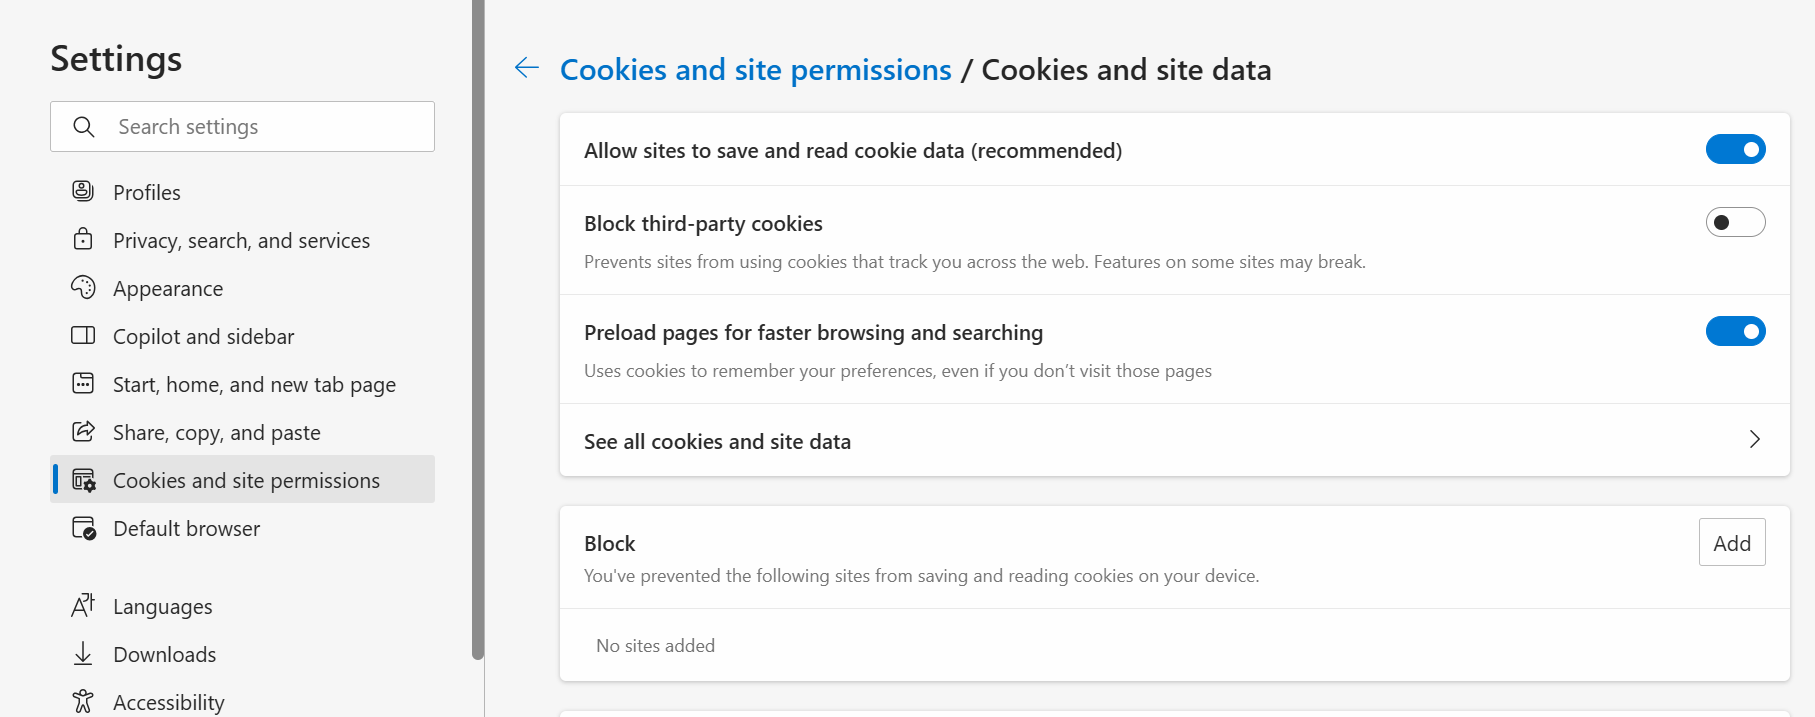 Settings
Search settings
Profiles
Privacy, search, and services
Appearance
Copilot and sidebar
Start, home, and new tab page
Share, copy, and paste
Cookies and site permissions
Default browser
Languages
Downloads
Accessibility
Cookies and site permissions / Cookies and site data
Allow sites to save and read cookie data (recommended)
Block third-party cookies
Prevents sites from using cookies that track you across the web. Features on some sites may break.
Preload pages for faster browsing and searching
Uses cookies to remember your preferences, even if you don’t visit those pages
See all cookies and site data
Block
Add
You've prevented the following sites from saving and reading cookies on your device.
No sites added